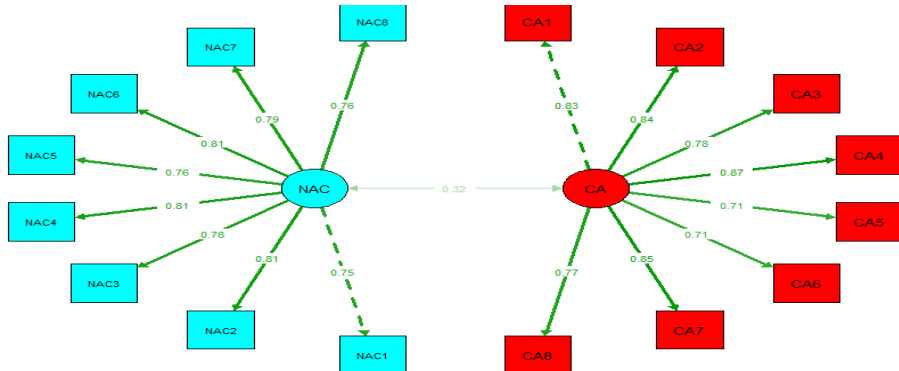 NAC8
CA1
NAC7
CA2
NAC6
CA3
0.76
0.83
0.79
0.84
0.81
0.78
NAC5
CA4
0.76
0.87
NAC
0.32
CA
0.81
0.71
NAC4
CA5
0.78
0.71
0.81
0.75
0.77
0.85
NAC3
CA6
NAC2
CA7
NAC1
CA8